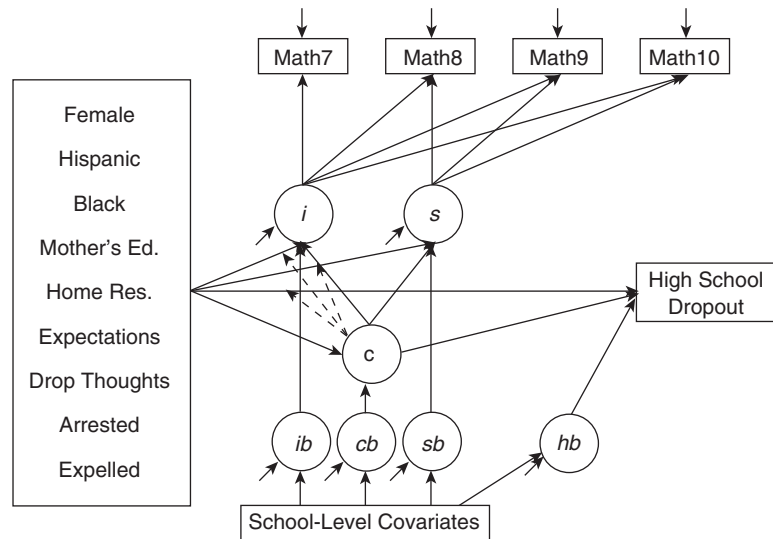 Math7
Math8
Math9
Math10
Female
Hispanic
Black
Mother's Ed.
Home Res.
Expectations
Drop Thoughts
Arrested
Expelled
i
s
High School
Dropout
c
ib
cb
sb
hb
School-Level Covariates